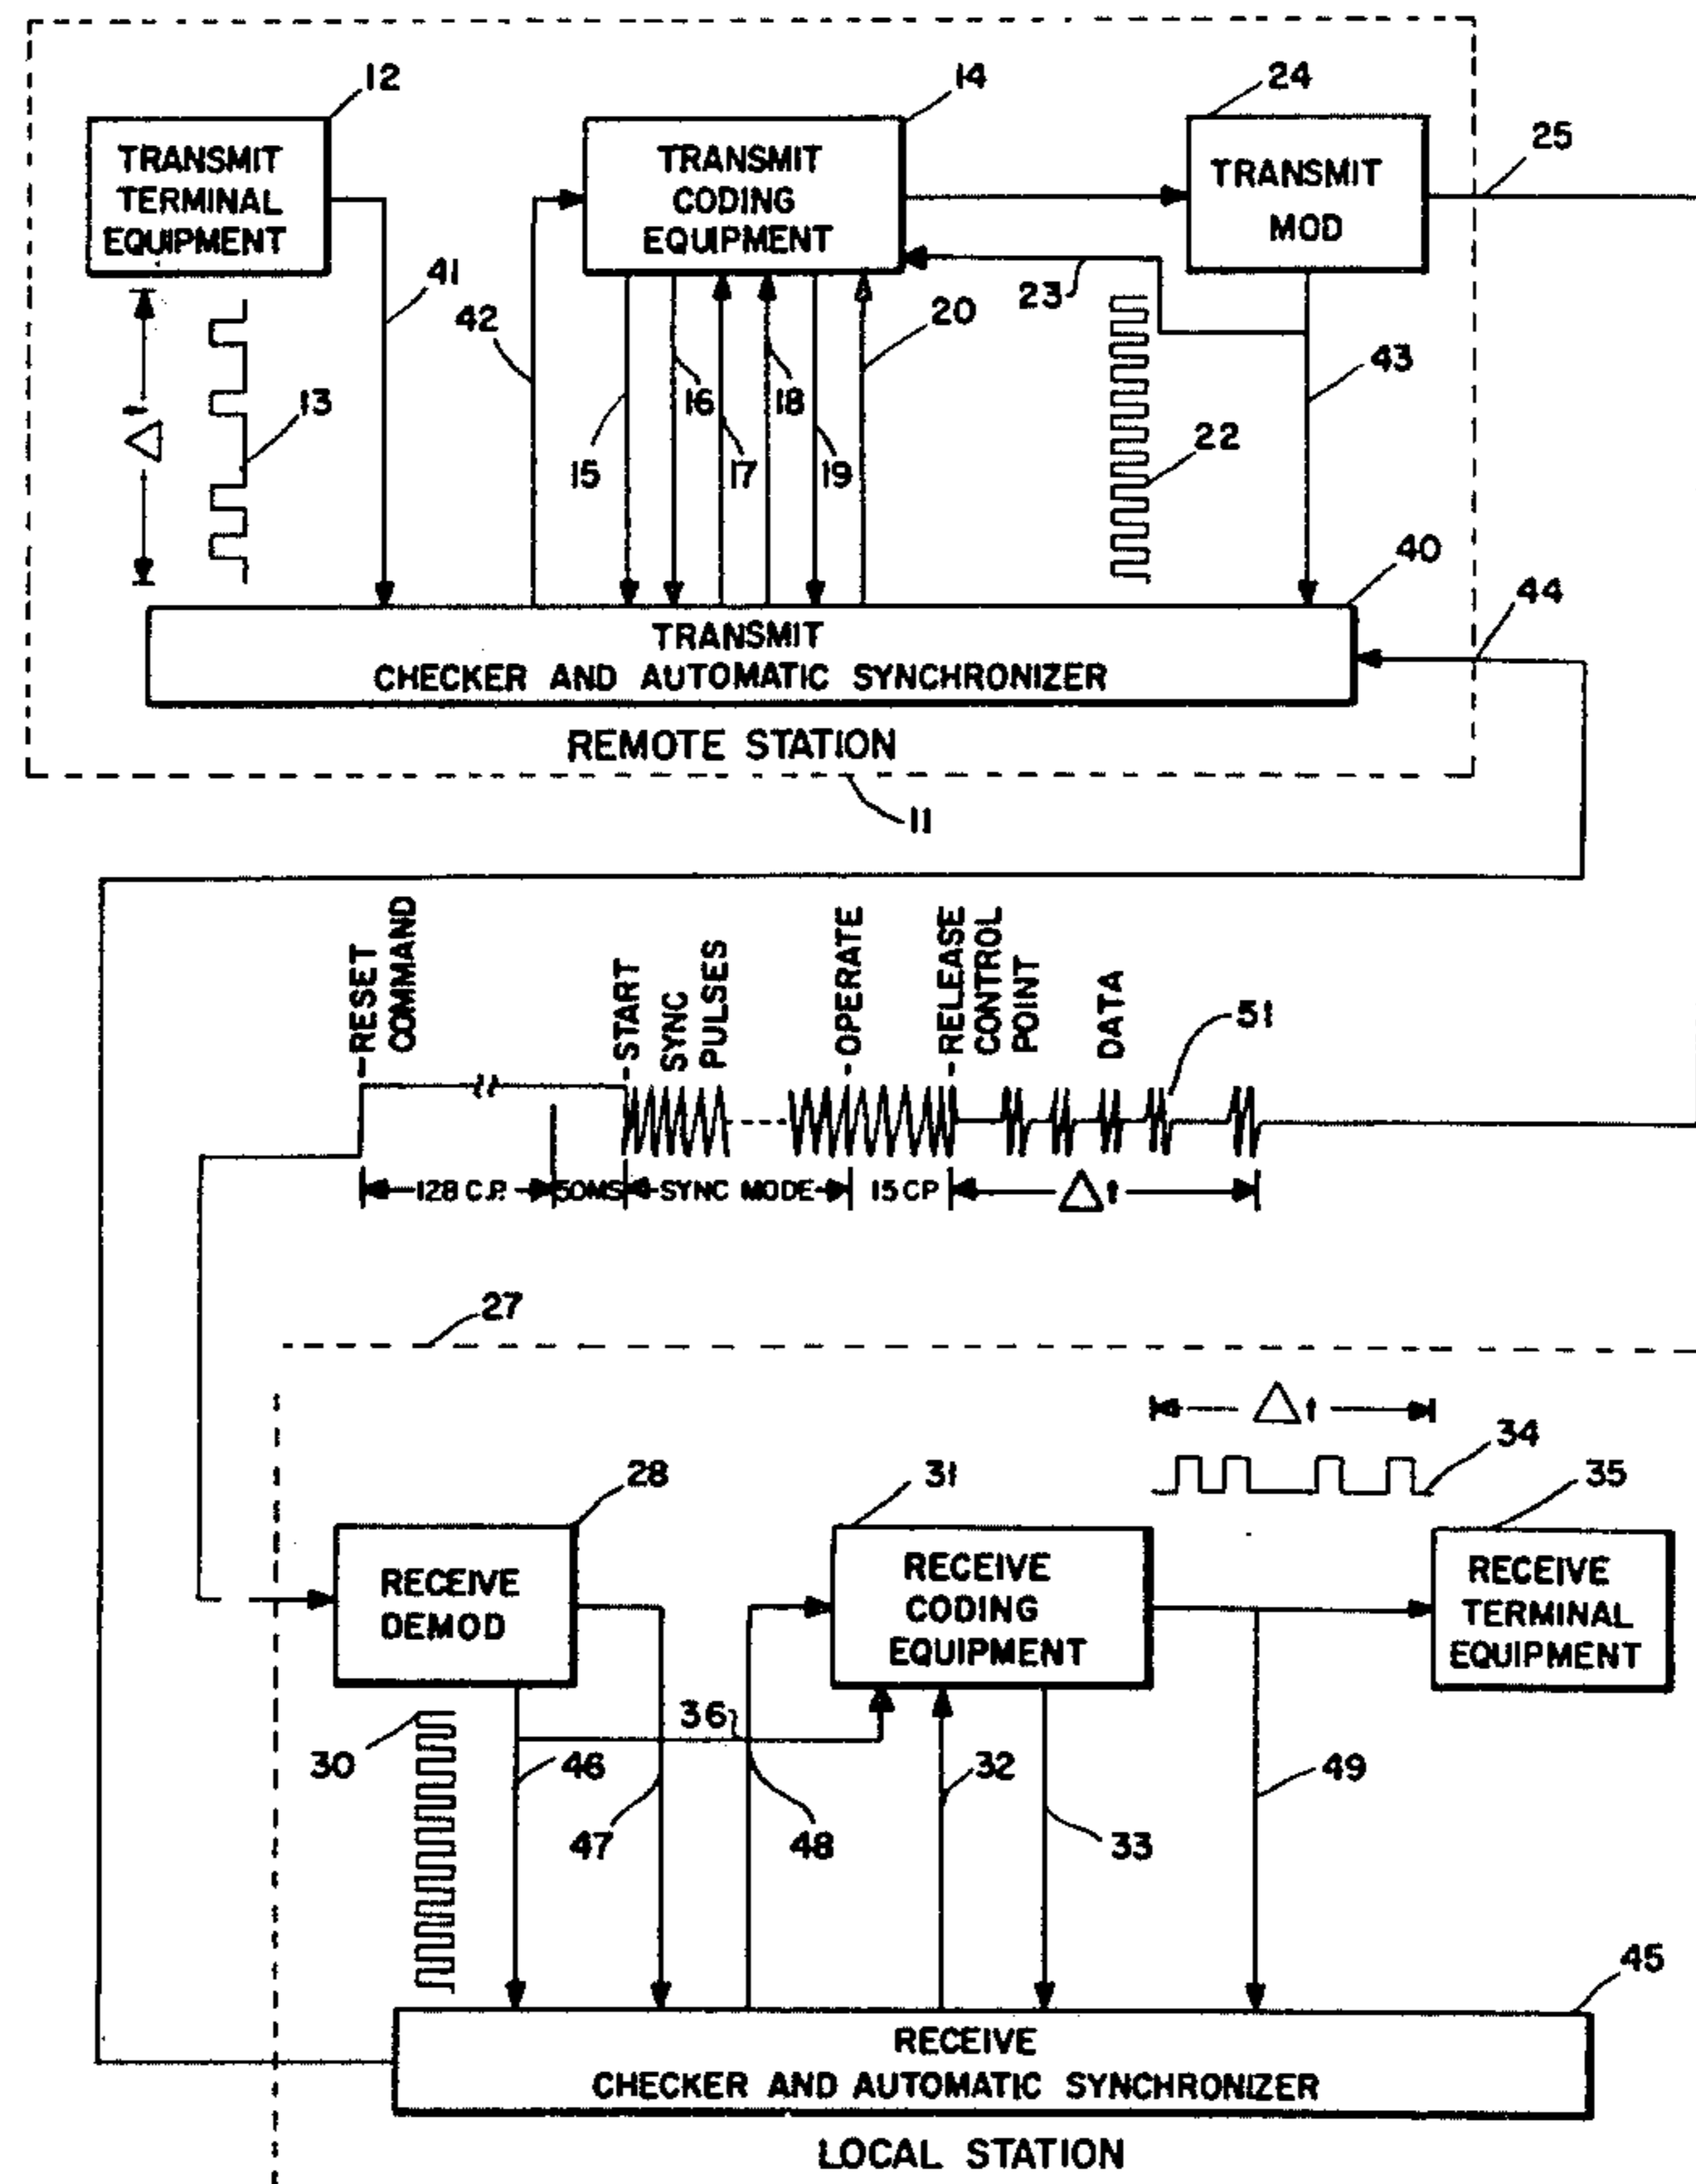 12
14
24
25
TRANSMIT
TERMINAL
EQUIPMENT
TRANSMIT
CODING
EQUIPMENT
TRANSMIT
MOD
41
42
23
20
Δt
13
15
16
17
18
19
22
43
40
44
TRANSMIT
CHECKER AND AUTOMATIC SYNCHRONIZER
REMOTE STATION
11
RESET
COMMAND
START
SYNC
PULSES
OPERATE
RELEASE
CONTROL
POINT
DATA
51
128 C.P.
50MS
SYNC MODE
15 CP
Δt
27
Δt
34
28
31
35
RECEIVE
DEMOD
RECEIVE
CODING
EQUIPMENT
RECEIVE
TERMINAL
EQUIPMENT
36
30
46
32
49
47
48
33
45
RECEIVE
CHECKER AND AUTOMATIC SYNCHRONIZER
LOCAL STATION